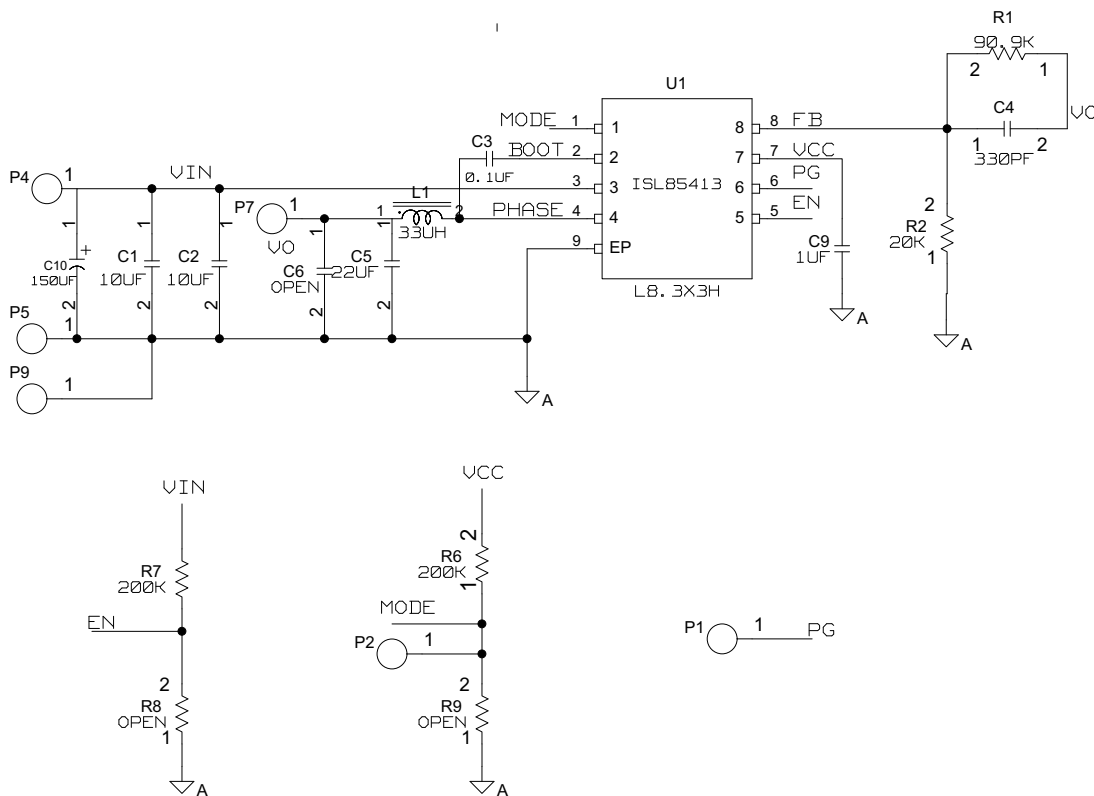 R1
90.9K
2 1
U1
C4
VO
1 2
330PF
MODE 1 1
8 8 FB
C3 BOOT 2 2
0.1UF
7 7 VCC
P4 1 VIN 3 3
ISL85413
6 6 PG
P7 1 1 L1 2 PHASE 4 4
33UH
5 5 EN
VO
9 EP
L8.3X3H
1 1 1 1 1
+
C10
150UF
C1
10UF
C2
10UF
C6
OPEN
C5
22UF
C9
1UF
2
R2
20K
1
2 2 2 2 2
P5 1
P9 1
A
A
A
VIN
R7
200K
EN
2
R8
OPEN
1
A
VCC
2
R6
200K
1
MODE
P2 1
2
R9
OPEN
1
A
P1 1 PG